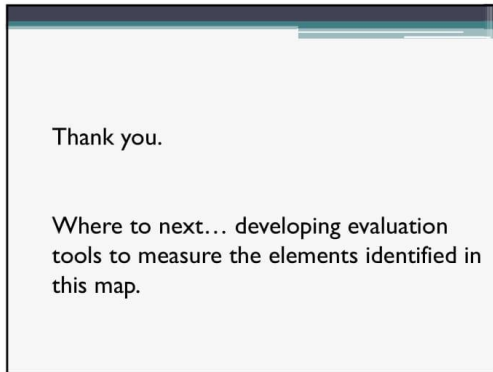 Thank you.
Where to next... developing evaluation
tools to measure the elements identified in
this map.